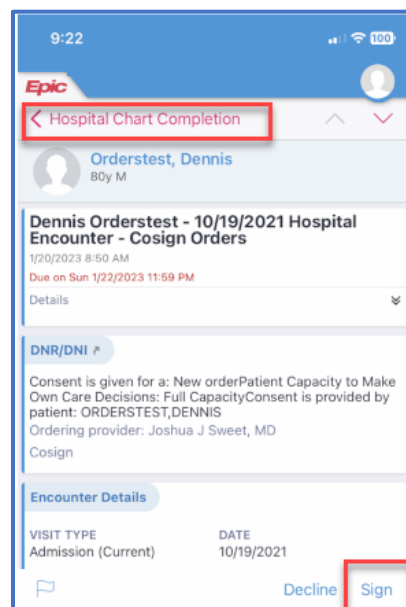 9:22
100
Epic
Hospital Chart Completion
Orderstest, Dennis
80y M
Dennis Orderstest - 10/19/2021 Hospital
Encounter - Cosign Orders
1/20/2023 8:50 AM
Due on Sun 1/22/2023 11:59 PM
Details
DNR/DNI
Consent is given for a: New orderPatient Capacity to Make
Own Care Decisions: Full CapacityConsent is provided by
patient: ORDERSTEST,DENNIS
Ordering provider: Joshua J Sweet, MD
Cosign
Encounter Details
VISIT TYPE DATE
Admission (Current) 10/19/2021
Decline Sign